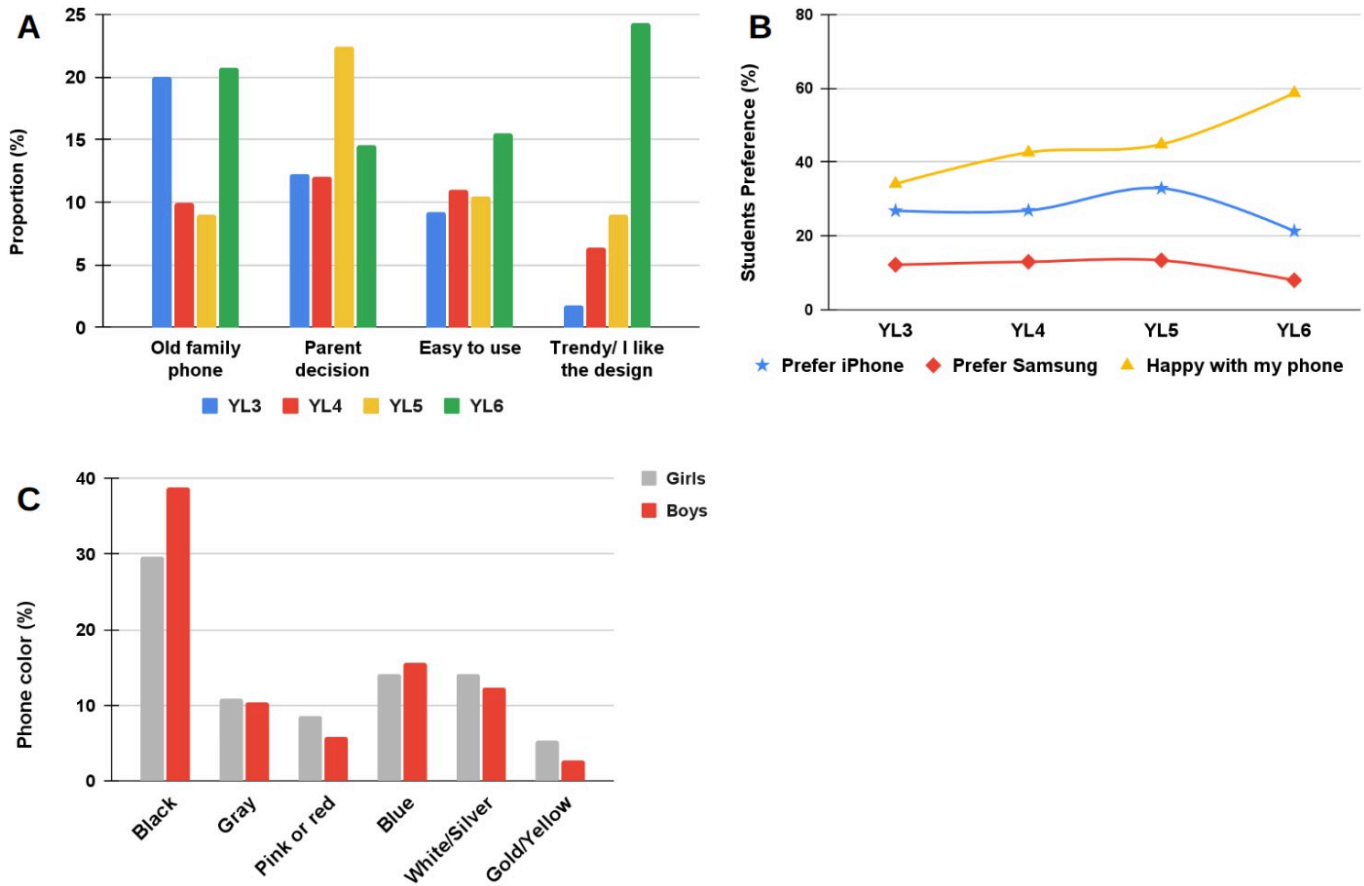 A
Proportion (%)
25
20
15
10
5
0
Old family
phone
Parent
decision
Easy to use
Trendy/ I like
the design
YL3 YL4 YL5 YL6
B
Students Preference (%)
80
60
40
20
0
YL3 YL4 YL5 YL6
Prefer iPhone Prefer Samsung Happy with my phone
C
Phone color (%)
40
30
20
10
0
Black
Gray
Pink or red
Blue
White/Silver
Gold/Yellow
Girls
Boys